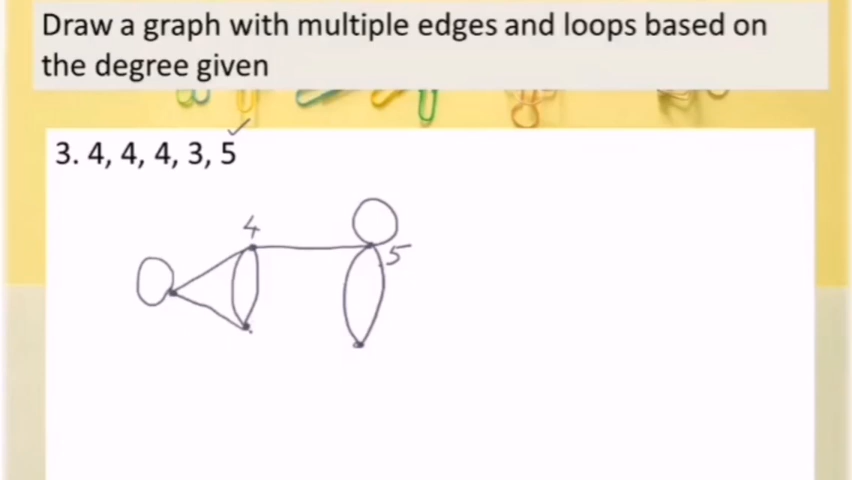 Draw a graph with multiple edges and loops based on
the degree given
3. 4, 4, 4, 3, 5
4
5